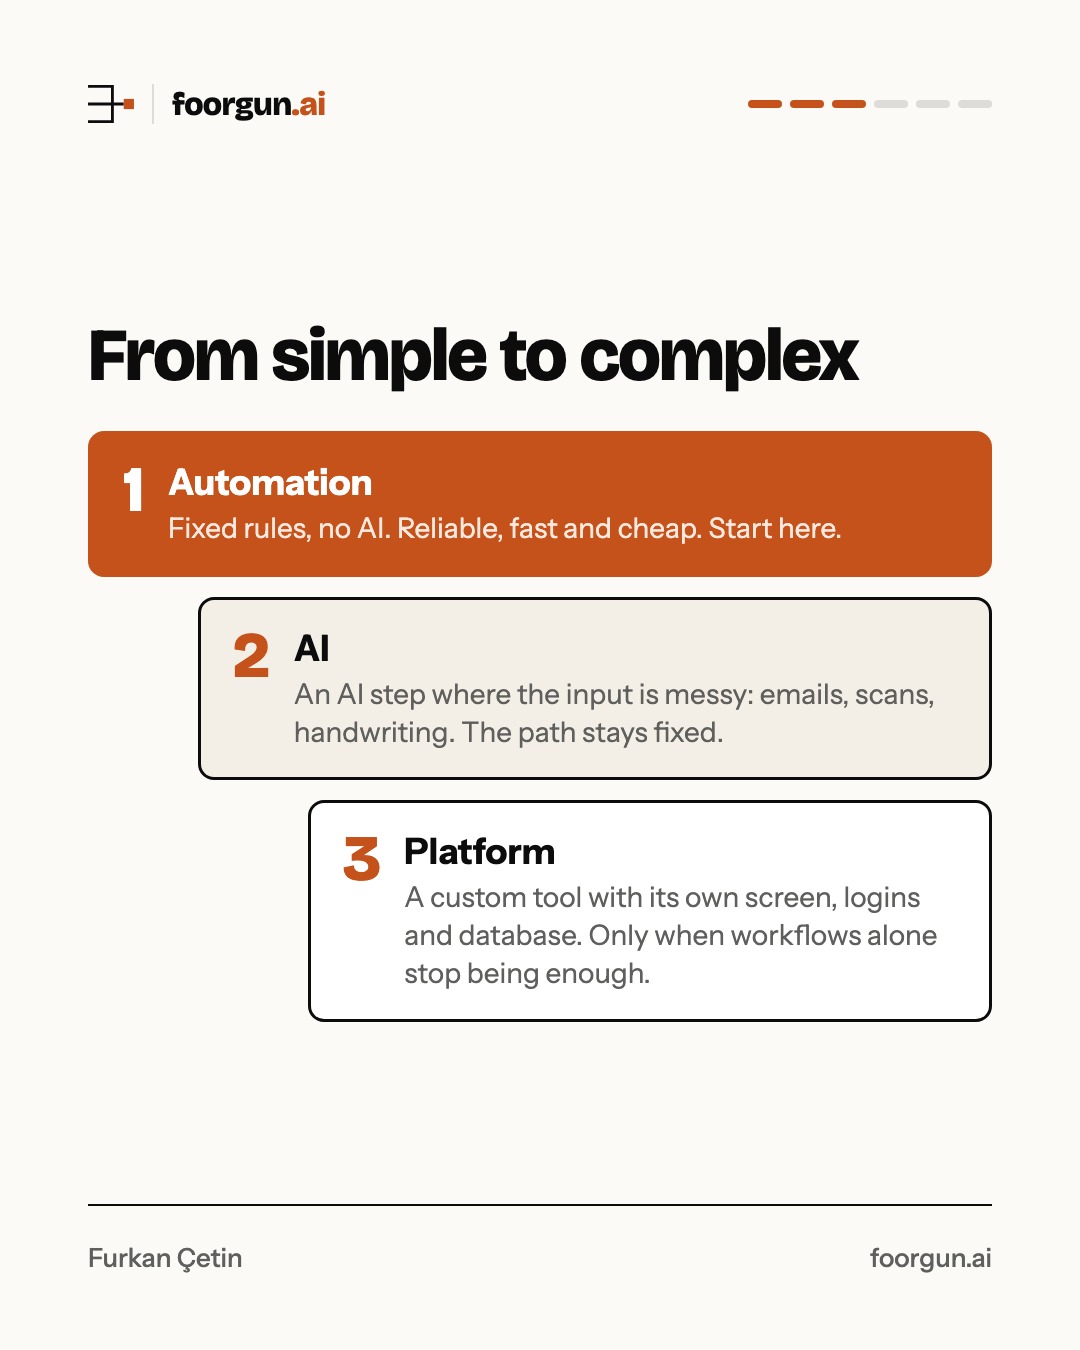 foorgun.ai
From simple to complex
1 Automation
Fixed rules, no AI. Reliable, fast and cheap. Start here.
2 AI
An AI step where the input is messy: emails, scans,
handwriting. The path stays fixed.
3 Platform
A custom tool with its own screen, logins
and database. Only when workflows alone
stop being enough.
Furkan Çetin
foorgun.ai